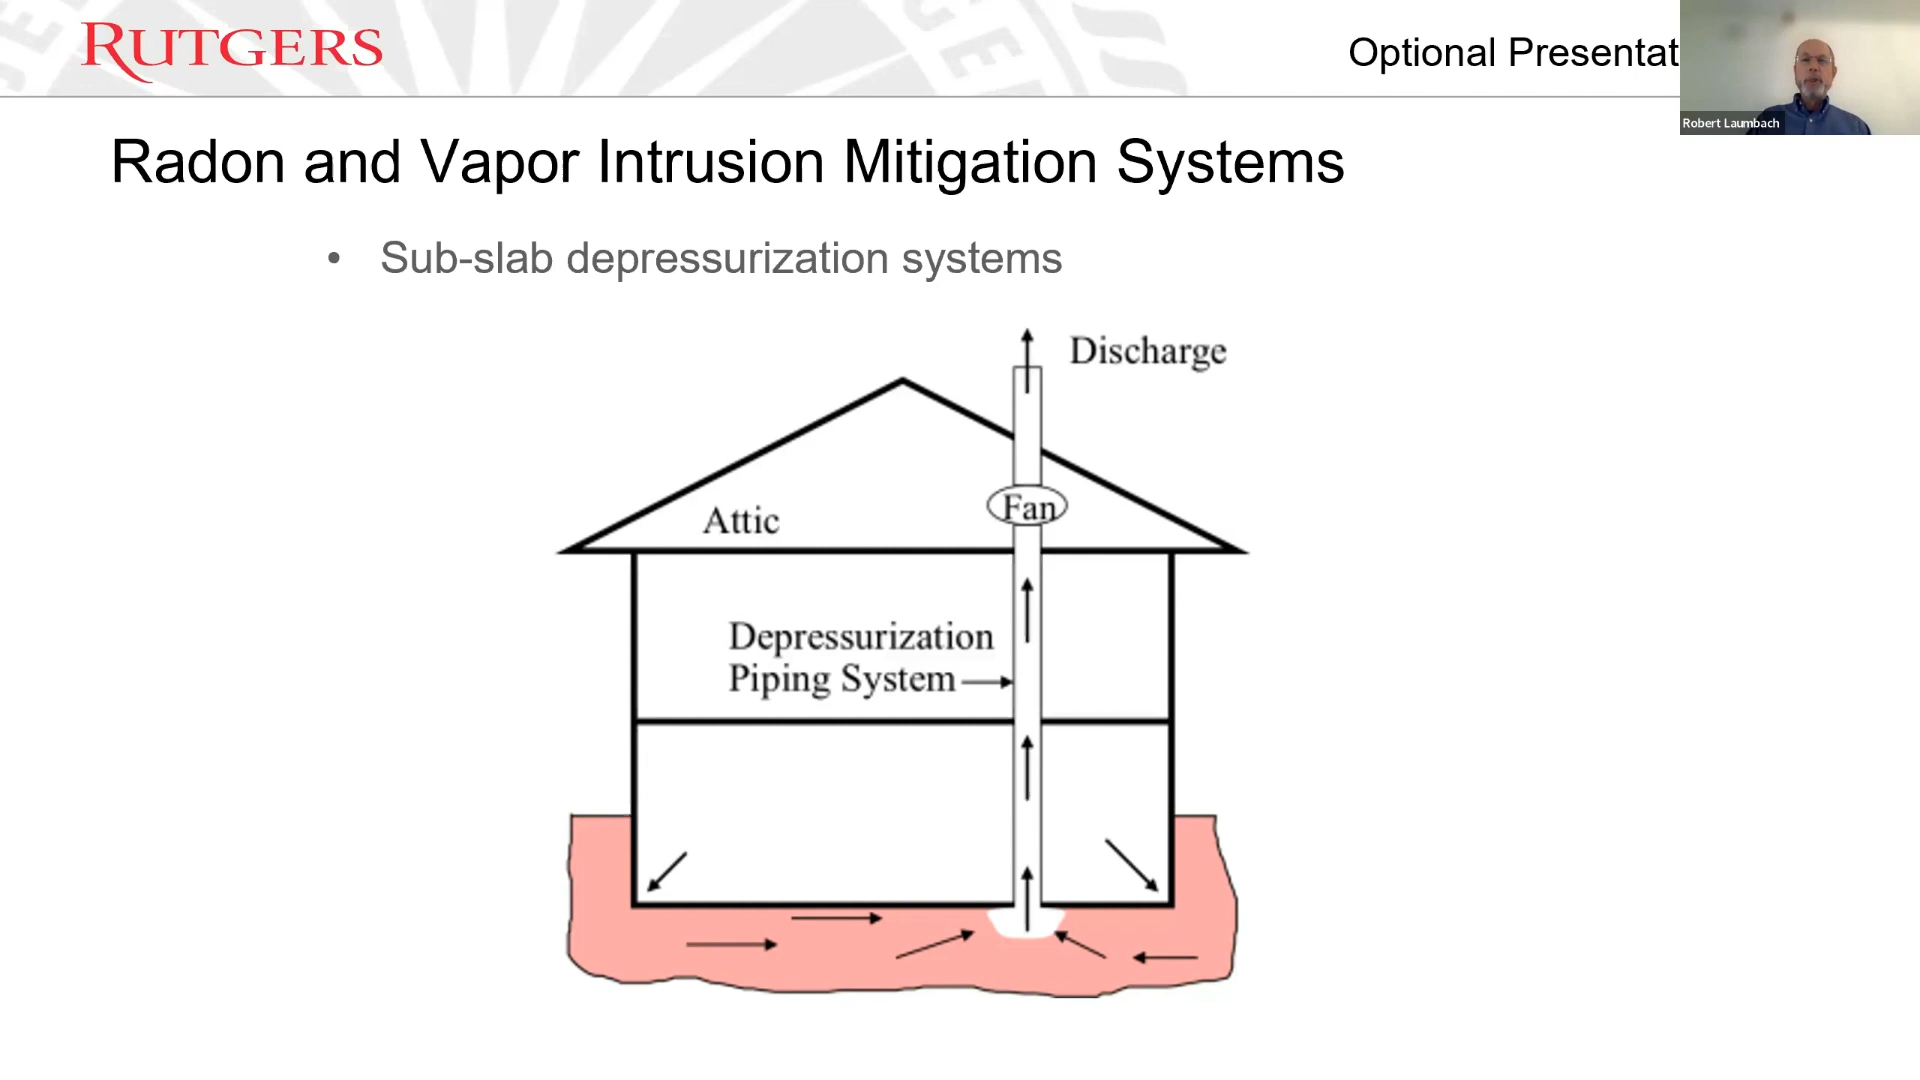 RUTGERS
Optional Presentat
Robert Laumbach
Radon and Vapor Intrusion Mitigation Systems
• Sub-slab depressurization systems
Discharge
Fan
Attic
Depressurization
Piping System